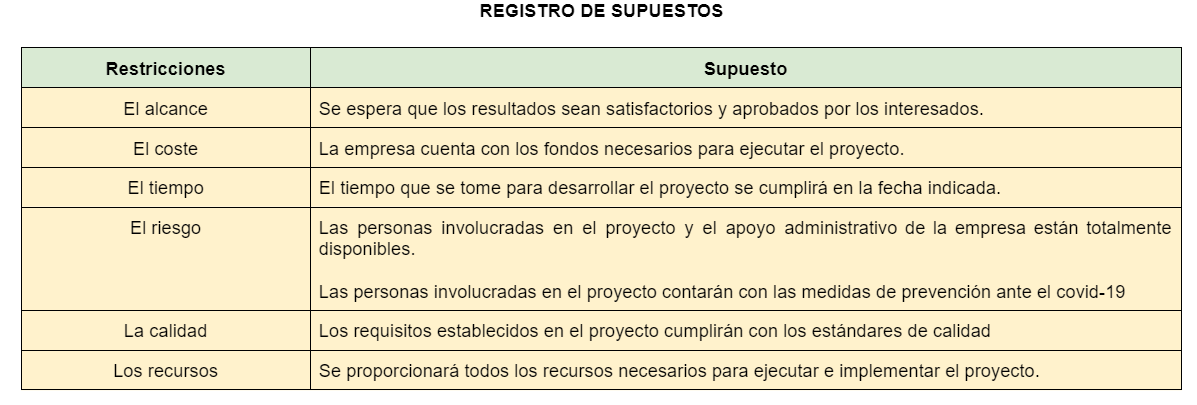 REGISTRO DE SUPUESTOS
Restricciones
Supuesto
El alcance
Se espera que los resultados sean satisfactorios y aprobados por los interesados.
El coste
La empresa cuenta con los fondos necesarios para ejecutar el proyecto.
El tiempo
El tiempo que se tome para desarrollar el proyecto se cumplirá en la fecha indicada.
El riesgo
Las personas involucradas en el proyecto y el apoyo administrativo de la empresa están totalmente
disponibles.
Las personas involucradas en el proyecto contarán con las medidas de prevención ante el covid-19
La calidad
Los requisitos establecidos en el proyecto cumplirán con los estándares de calidad
Los recursos
Se proporcionará todos los recursos necesarios para ejecutar e implementar el proyecto.